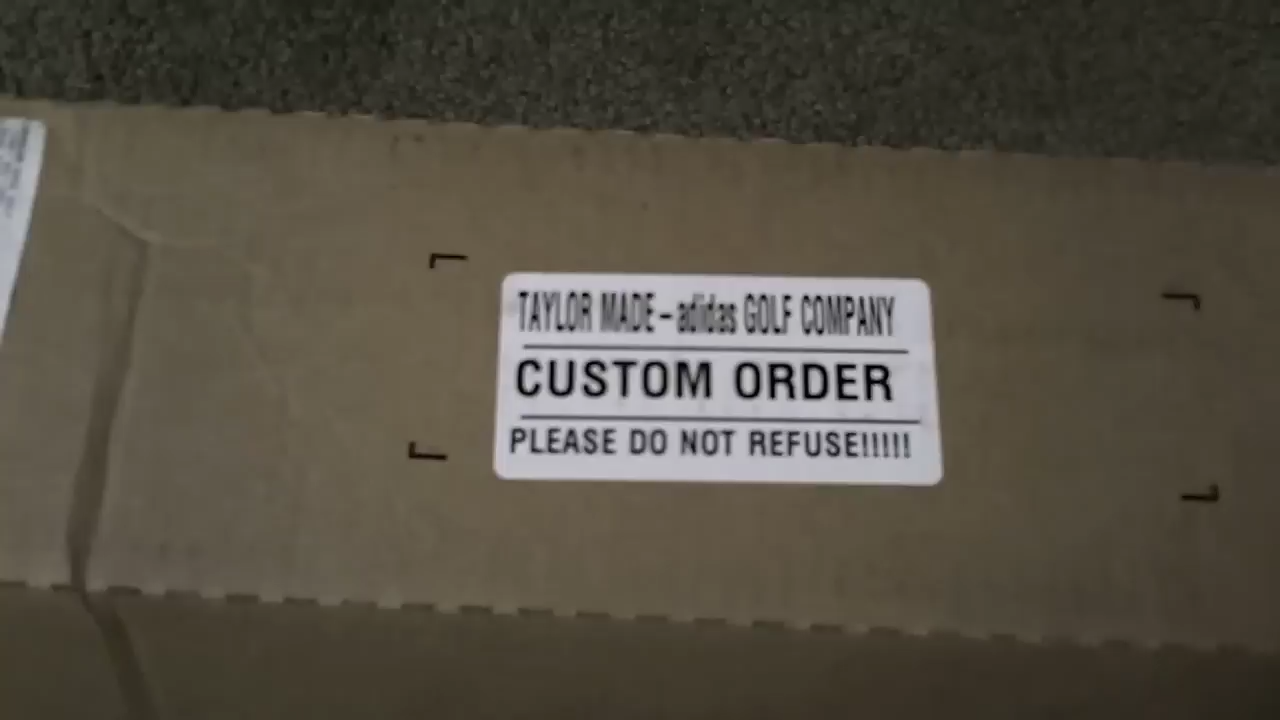 TAYLOR MADE - adidas GOLF COMPANY
CUSTOM ORDER
PLEASE DO NOT REFUSE!!!!!